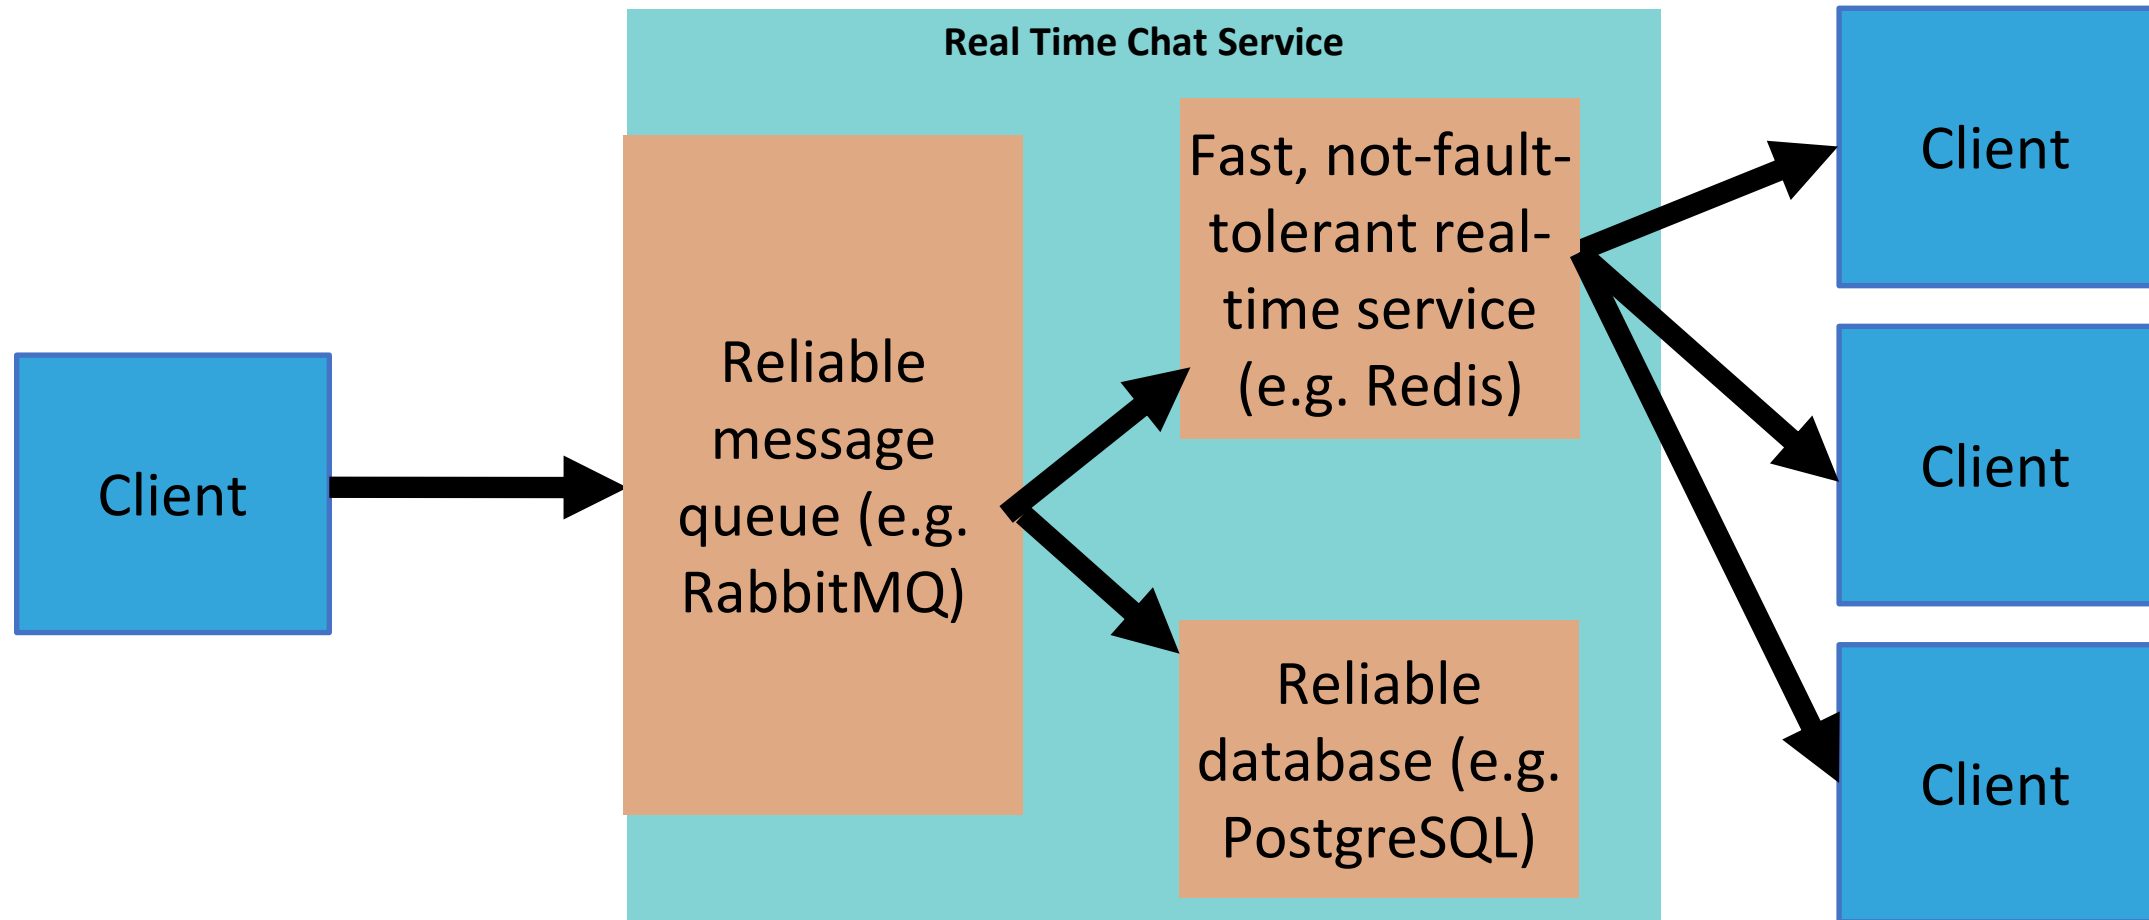 Real Time Chat Service
Client
Reliable
message
queue (e.g.
RabbitMQ)
Fast, not-fault-
tolerant real-
time service
(e.g. Redis)
Reliable
database (e.g.
PostgreSQL)
Client
Client
Client